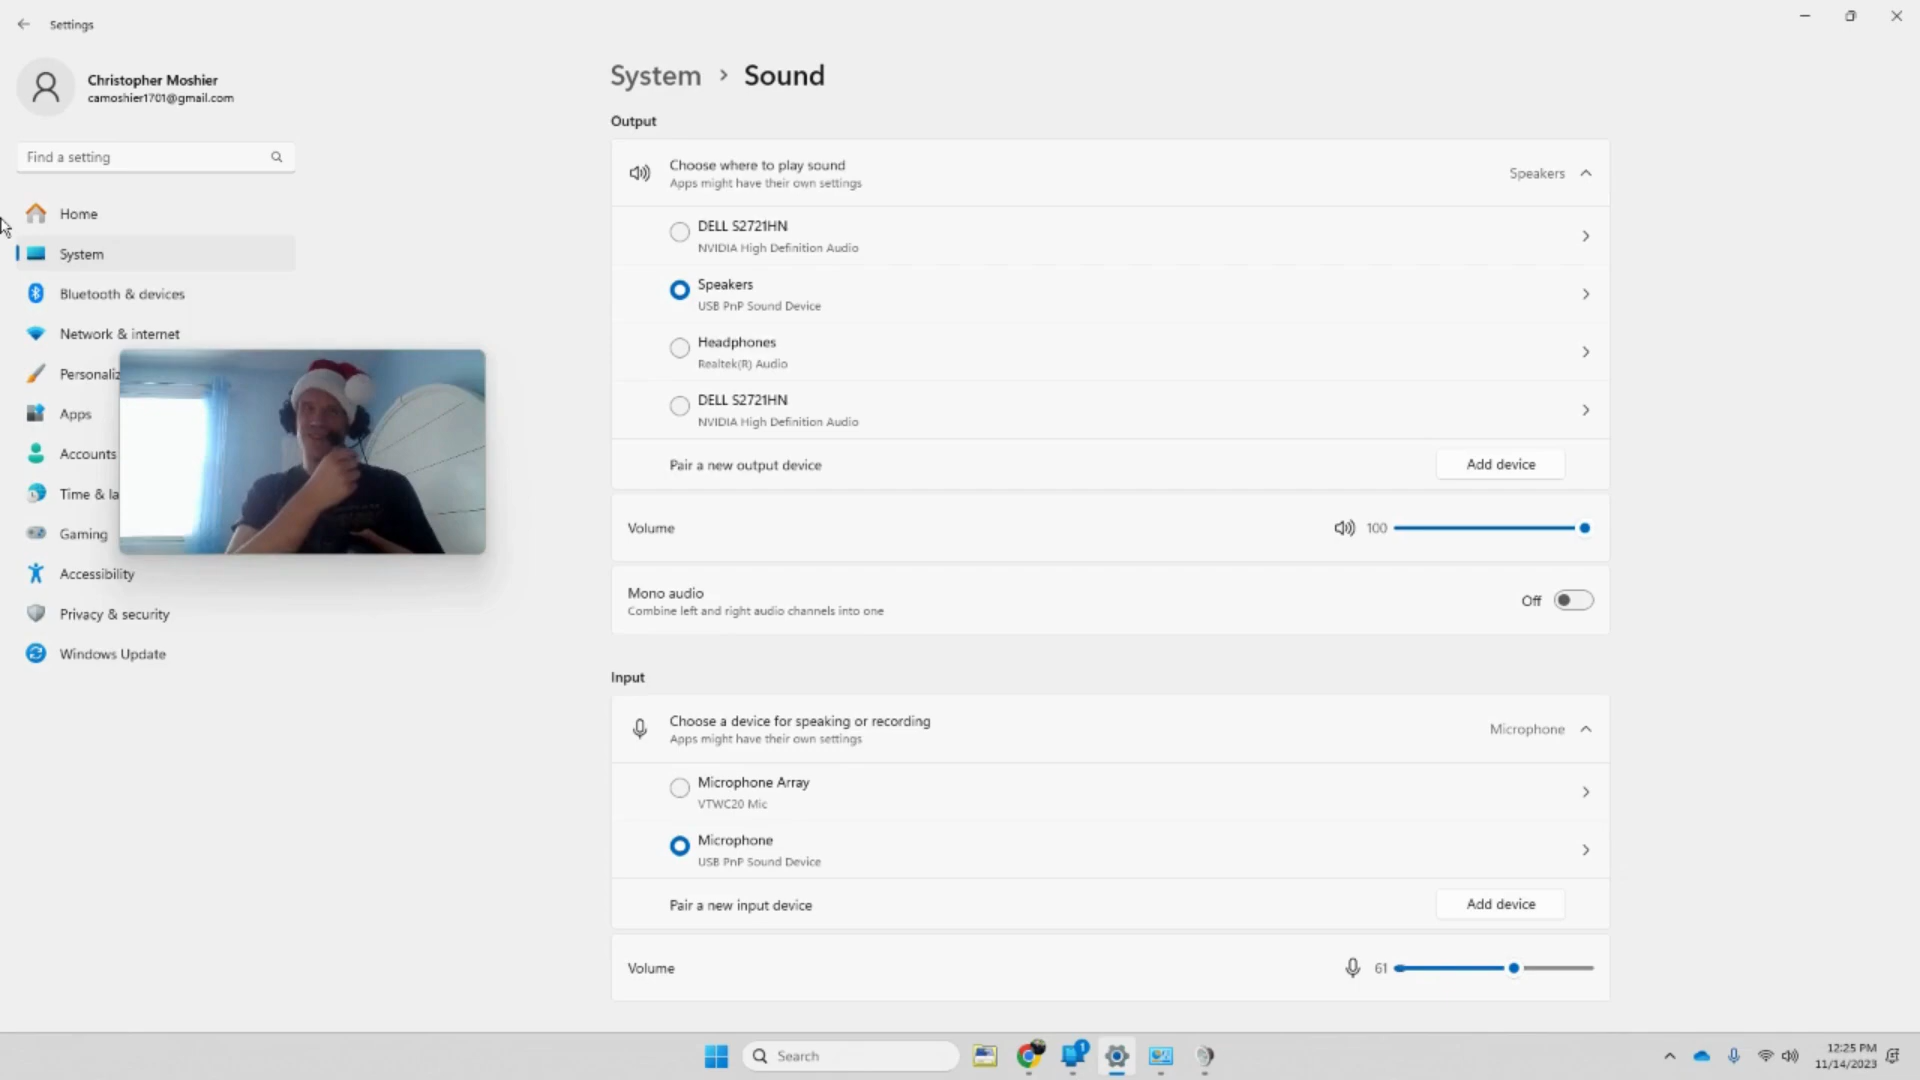 Settings
Christopher Moshier
camoshier1701@gmail.com
Find a setting
Home
System
Bluetooth & devices
Network & internet
Personaliz
Apps
Accounts
Time & la
Gaming
Accessibility
Privacy & security
Windows Update
System > Sound
Output
Choose where to play sound
Apps might have their own settings
Speakers
DELL S2721HN
NVIDIA High Definition Audio
Speakers
USB PnP Sound Device
Headphones
Realtek(R) Audio
DELL S2721HN
NVIDIA High Definition Audio
Pair a new output device
Add device
Volume
100
Mono audio
Combine left and right audio channels into one
Off
Input
Choose a device for speaking or recording
Apps might have their own settings
Microphone
Microphone Array
VTWC20 Mic
Microphone
USB PnP Sound Device
Pair a new input device
Add device
Volume
61
Search
1
12:25 PM
11/14/2023